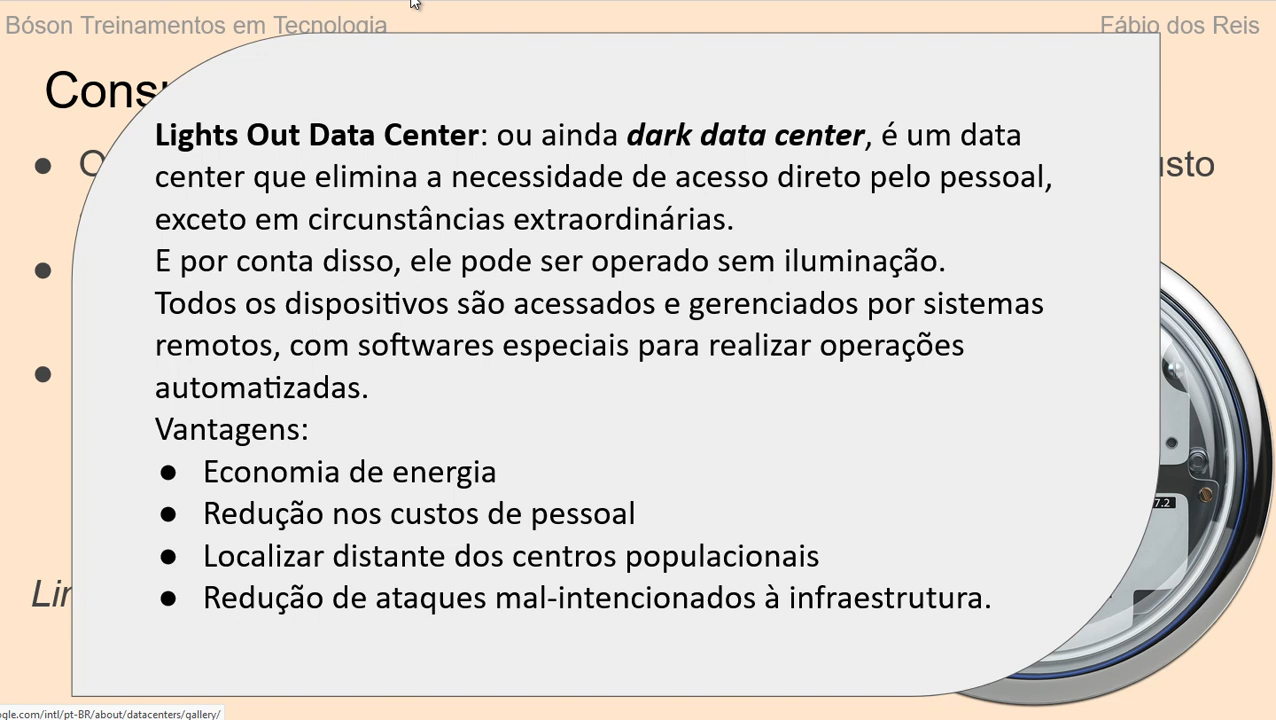 Bóson Treinamentos em Tecnologia
Fábio dos Reis
Lights Out Data Center: ou ainda dark data center, é um data
center que elimina a necessidade de acesso direto pelo pessoal,
exceto em circunstâncias extraordinárias.
E por conta disso, ele pode ser operado sem iluminação.
Todos os dispositivos são acessados e gerenciados por sistemas
remotos, com softwares especiais para realizar operações
automatizadas.
Vantagens:
● Economia de energia
● Redução nos custos de pessoal
● Localizar distante dos centros populacionais
● Redução de ataques mal-intencionados à infraestrutura.
7.2
ogle.com/intl/pt-BR/about/datacenters/gallery/